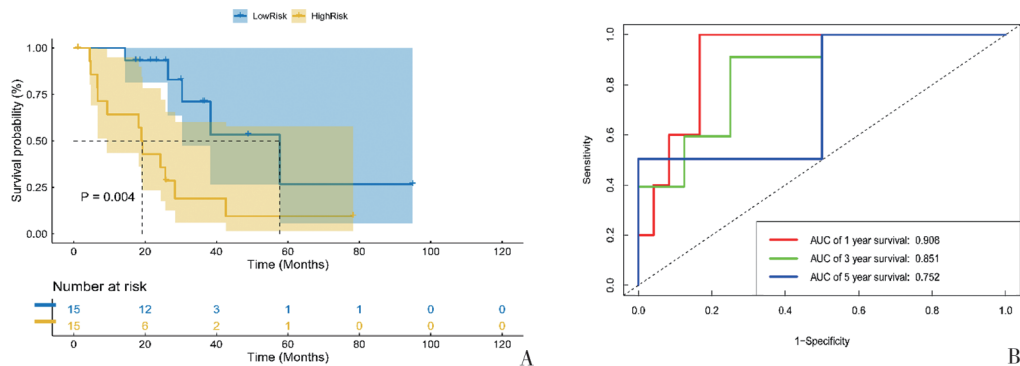 LowRisk HighRisk
Survival probability (%)
1.00
0.75
0.50
0.25
0.00
P = 0.004
0 20 40 60 80 100 120
Time (Months)
Number at risk
15 12 3 1 1 0 0
15 6 2 1 0 0 0
0 20 40 60 80 100 120
Time (Months)
A
Sensitivity
1.0
0.8
0.6
0.4
0.2
0.0
AUC of 1 year survival: 0.906
AUC of 3 year survival: 0.851
AUC of 5 year survival: 0.752
0.0 0.2 0.4 0.6 0.8 1.0
1-Specificity
B